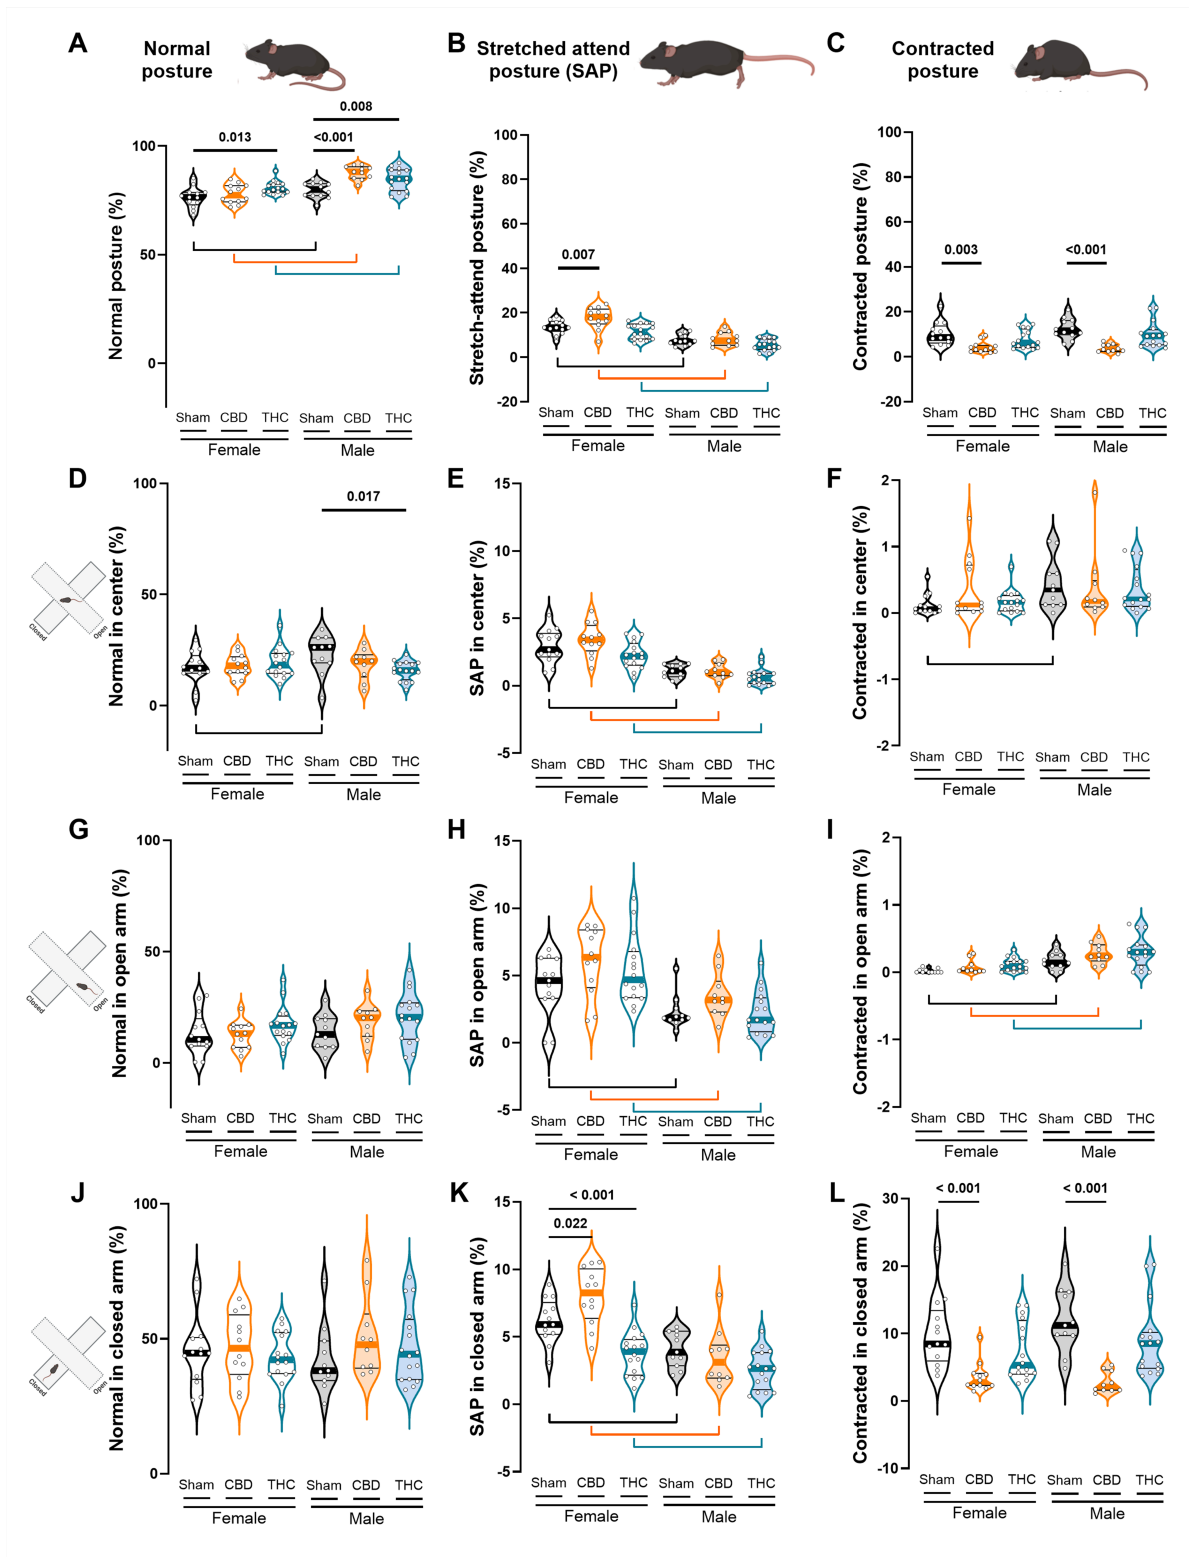 A
Normal
posture
B
Stretched attend
posture (SAP)
C
Contracted
posture
Normal posture (%)
100
50
0
0.013
<0.001
0.008
Sham
CBD
THC
Sham
CBD
THC
Female
Male
Stretch-attend posture (%)
100
80
60
40
20
0
-20
0.007
Sham
CBD
THC
Sham
CBD
THC
Female
Male
Contracted posture (%)
100
80
60
40
20
0
-20
0.003
<0.001
Sham
CBD
THC
Sham
CBD
THC
Female
Male
D
Closed
Open
Normal in center (%)
100
50
0
0.017
Sham
CBD
THC
Sham
CBD
THC
Female
Male
E
SAP in center (%)
15
10
5
0
-5
Sham
CBD
THC
Sham
CBD
THC
Female
Male
F
Contracted in center (%)
2
1
0
-1
-2
Sham
CBD
THC
Sham
CBD
THC
Female
Male
G
Closed
Open
Normal in open arm (%)
100
50
0
Sham
CBD
THC
Sham
CBD
THC
Female
Male
H
SAP in open arm (%)
15
10
5
0
-5
Sham
CBD
THC
Sham
CBD
THC
Female
Male
I
Contracted in open arm (%)
2
1
0
-1
-2
Sham
CBD
THC
Sham
CBD
THC
Female
Male
J
Closed
Open
Normal in closed arm (%)
100
50
0
Sham
CBD
THC
Sham
CBD
THC
Female
Male
K
SAP in closed arm (%)
15
10
5
0
-5
< 0.001
0.022
Sham
CBD
THC
Sham
CBD
THC
Female
Male
L
Contracted in closed arm (%)
30
20
10
0
-10
< 0.001
< 0.001
Sham
CBD
THC
Sham
CBD
THC
Female
Male